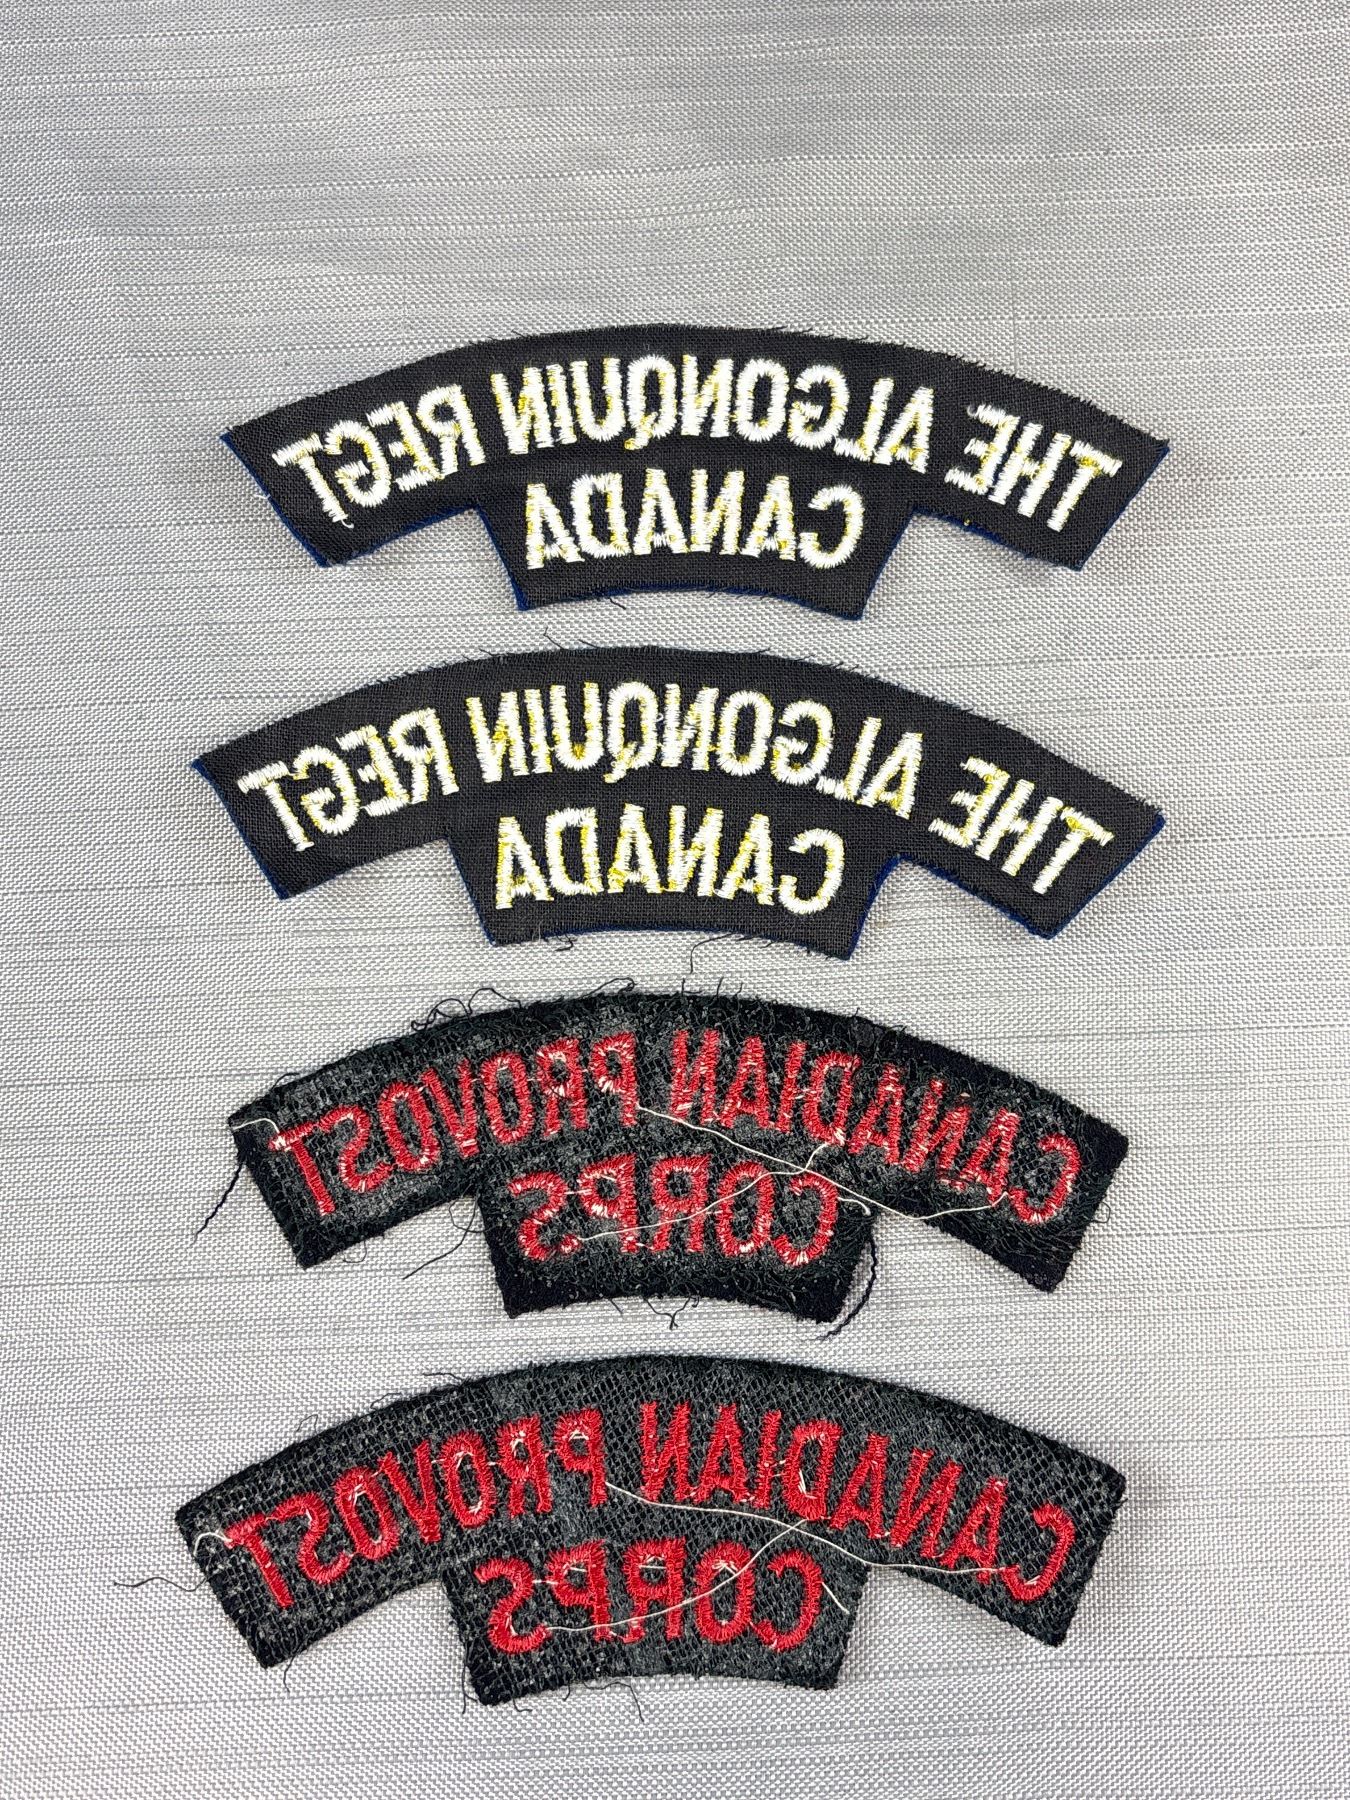 THE ALGONQUIN REGT
CANADA
THE ALGONQUIN REGT
CANADA
CANADIAN PROVOST
CORPS
CANADIAN PROVOST
CORPS